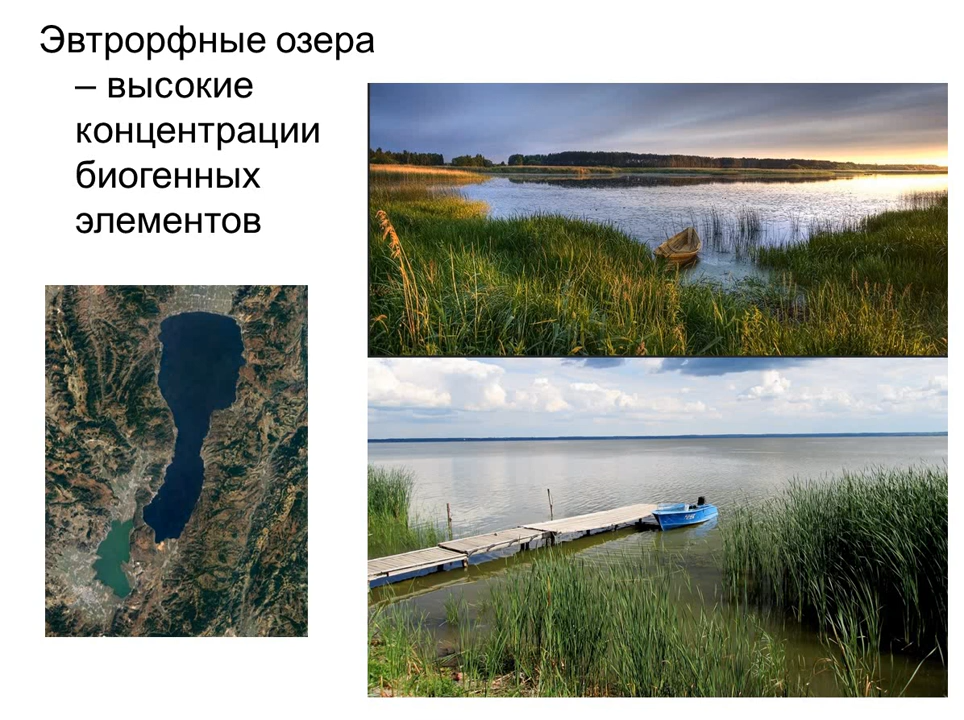 Эвтрорфные озера
– высокие
концентрации
биогенных
элементов